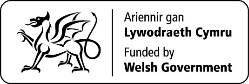 Ariennir gan
Lywodraeth Cymru
Funded by
Welsh Government